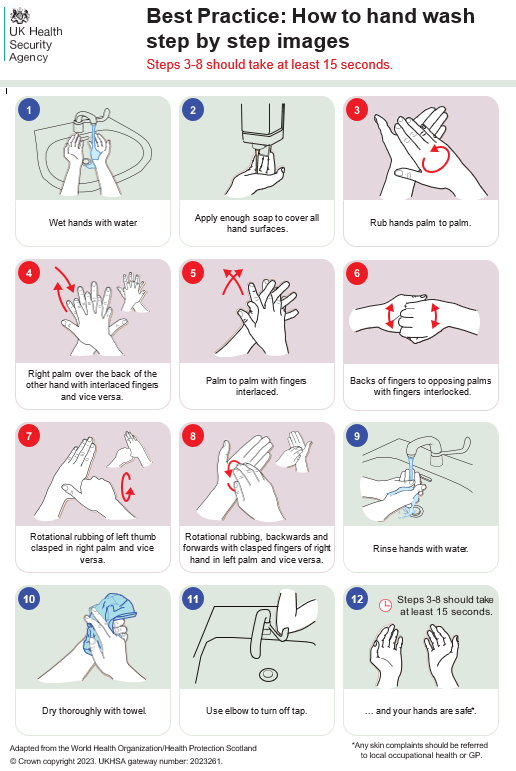 UK Health
Security
Agency
Best Practice: How to hand wash
step by step images
Steps 3-8 should take at least 15 seconds.
1
Wet hands with water.
2
Apply enough soap to cover all
hand surfaces.
3
Rub hands palm to palm.
4
Right palm over the back of the
other hand with interlaced fingers
and vice versa.
5
Palm to palm with fingers
interlaced.
6
Backs of fingers to opposing palms
with fingers interlocked.
7
Rotational rubbing of left thumb
clasped in right palm and vice
versa.
8
Rotational rubbing, backwards and
forwards with clasped fingers of right
hand in left palm and vice versa.
9
Rinse hands with water.
10
Dry thoroughly with towel.
11
Use elbow to turn off tap.
12
Steps 3-8 should take
at least 15 seconds.
… and your hands are safe*.
Adapted from the World Health Organization/Health Protection Scotland
© Crown copyright 2023. UKHSA gateway number: 2023261.
*Any skin complaints should be referred
to local occupational health or GP.